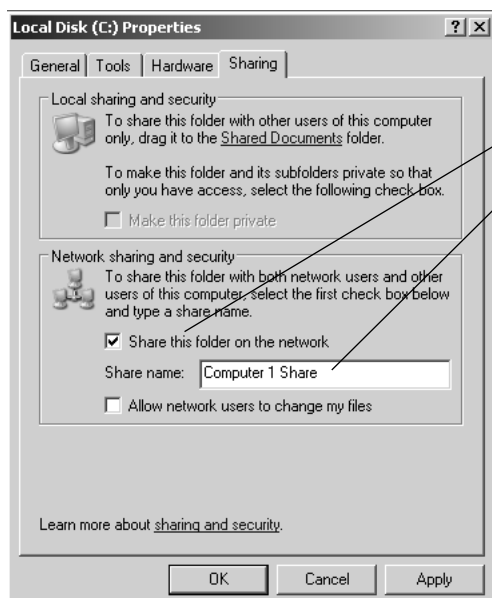 Local Disk (C:) Properties
General Tools Hardware Sharing
Local sharing and security
To share this folder with other users of this computer
only, drag it to the Shared Documents folder.
To make this folder and its subfolders private so that
only you have access, select the following check box.
Make this folder private
Network sharing and security
To share this folder with both network users and other
users of this computer, select the first check box below
and type a share name.
Share this folder on the network
Share name: Computer 1 Share
Allow network users to change my files
Learn more about sharing and security.
OK Cancel Apply